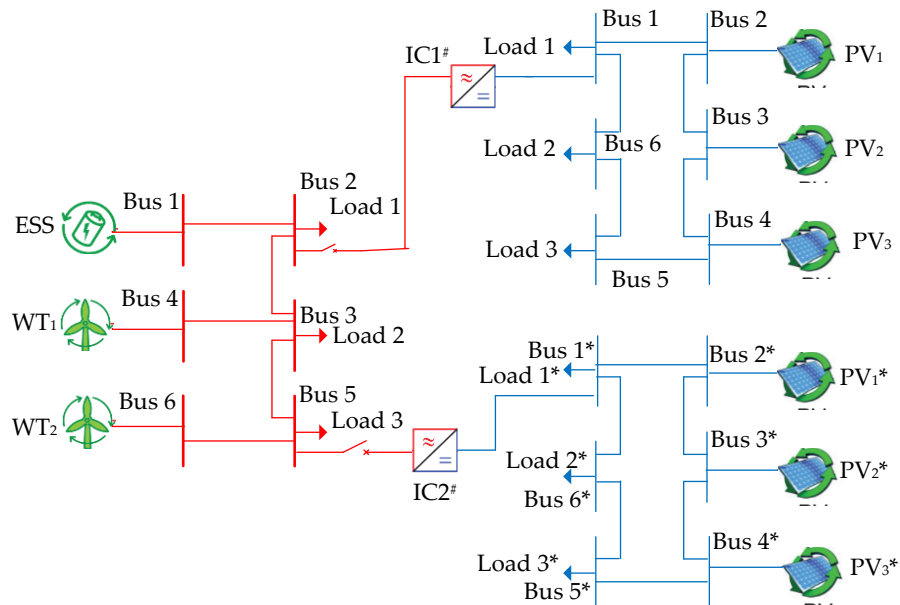 Bus 1
Bus 2
IC1#
Load 1
PV1
Bus 3
Load 2
Bus 6
PV2
Bus 2
Bus 1
Load 1
ESS
Bus 4
Load 3
PV3
Bus 5
Bus 4
Bus 3
WT1
Load 2
Bus 1*
Bus 2*
Load 1*
PV1*
Bus 6
Bus 5
Load 3
WT2
Bus 3*
Load 2*
PV2*
IC2#
Bus 6*
Bus 4*
Load 3*
PV3*
Bus 5*